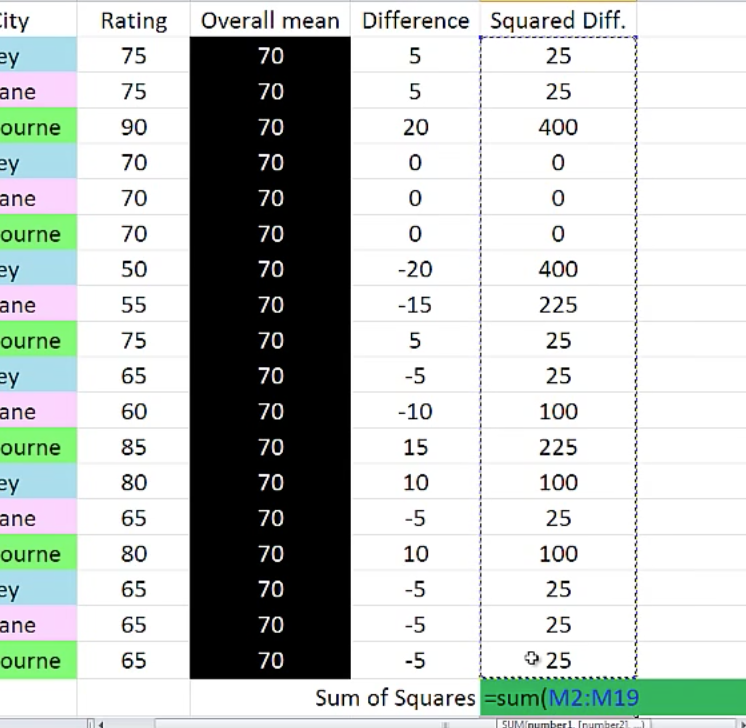 City Rating Overall mean Difference Squared Diff.
ey 75 70 5 25
ane 75 70 5 25
ourne 90 70 20 400
ey 70 70 0 0
ane 70 70 0 0
ourne 70 70 0 0
ey 50 70 -20 400
ane 55 70 -15 225
ourne 75 70 5 25
ey 65 70 -5 25
ane 60 70 -10 100
ourne 85 70 15 225
ey 80 70 10 100
ane 65 70 -5 25
ourne 80 70 10 100
ey 65 70 -5 25
ane 65 70 -5 25
ourne 65 70 -5 25
Sum of Squares =sum(M2:M19
SUM(number1, [number2], ...)